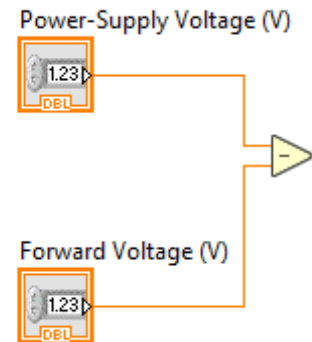 Power-Supply Voltage (V)
1.23
DBL
-
Forward Voltage (V)
1.23
DBL